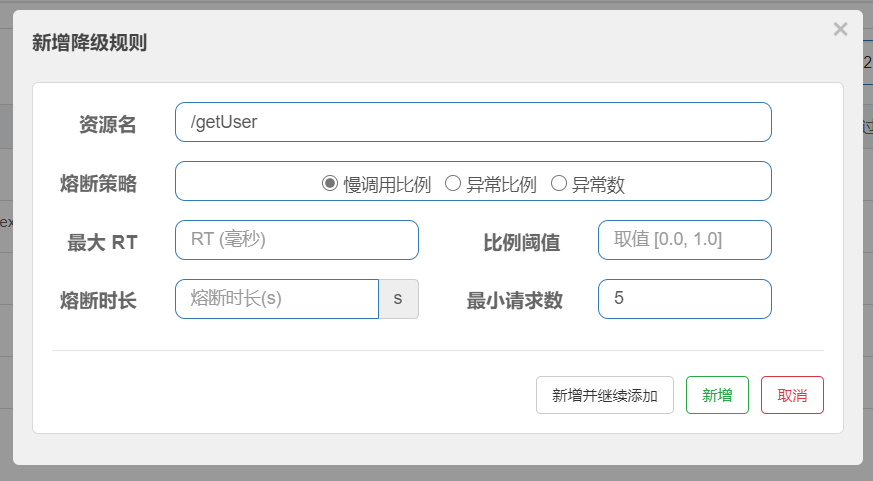 ×
新增降级规则
资源名 /getUser
熔断策略 慢调用比例 异常比例 异常数
最大 RT RT (毫秒) 比例阈值 取值 [0.0, 1.0]
熔断时长 熔断时长(s) s 最小请求数 5
新增并继续添加 新增 取消
2
ex